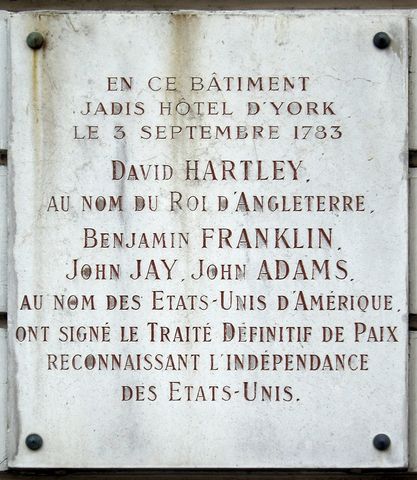 EN CE BÂTIMENT
JADIS HÔTEL D'YORK
LE 3 SEPTEMBRE 1783
DAVID HARTLEY,
AU NOM DU ROI D'ANGLETERRE,
BENJAMIN FRANKLIN,
JOHN JAY, JOHN ADAMS,
AU NOM DES ETATS-UNIS D'AMÉRIQUE,
ONT SIGNÉ LE TRAITÉ DÉFINITIF DE PAIX
RECONNAISSANT L'INDÉPENDANCE
DES ETATS-UNIS.